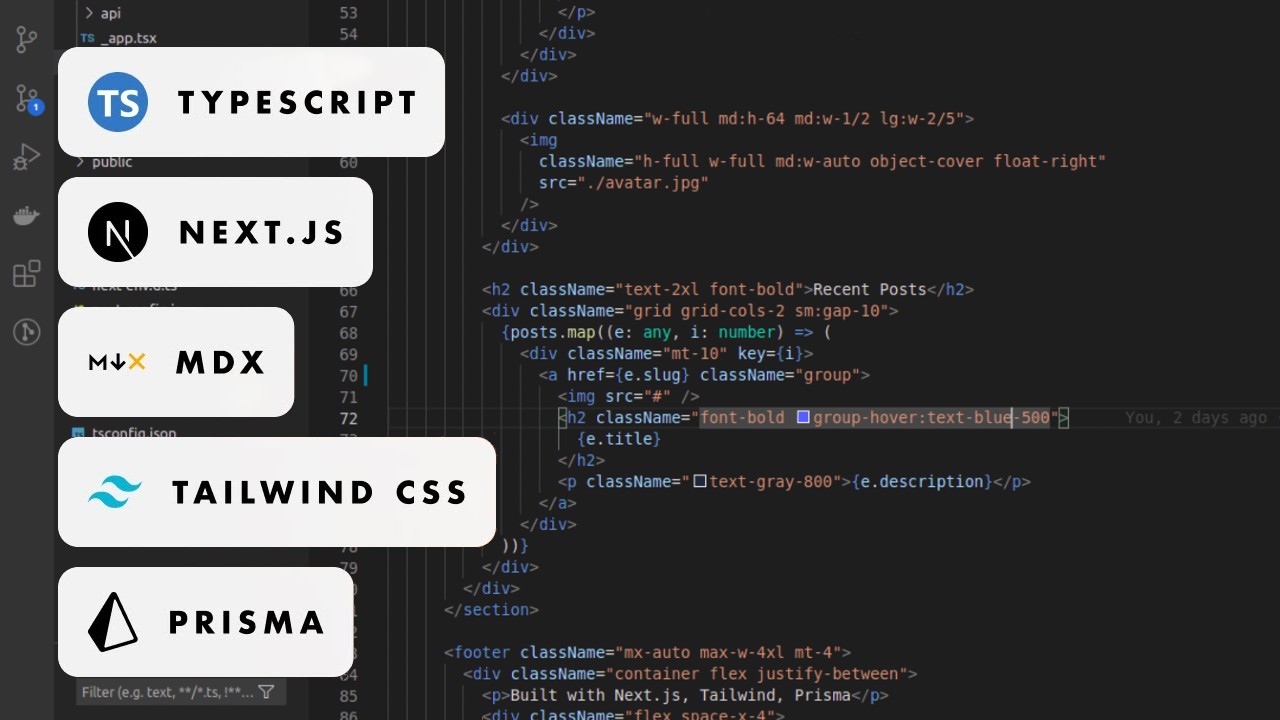 api
TS _app.tsx
1
TS TYPESCRIPT
public
N NEXT.JS
next-env.d.ts
M↓X MDX
tsconfig.json
TAILWIND CSS
PRISMA
Filter (e.g. text, **/*.ts, !**...
53 </p>
54 </div>
</div>
</div>
<div className="w-full md:h-64 md:w-1/2 lg:w-2/5">
<img
60 className="h-full w-full md:w-auto object-cover float-right"
src="./avatar.jpg"
/>
</div>
</div>
66 <h2 className="text-2xl font-bold">Recent Posts</h2>
67 <div className="grid grid-cols-2 sm:gap-10">
68 {posts.map((e: any, i: number) => (
69 <div className="mt-10" key={i}>
70 <a href={e.slug} className="group">
71 <img src="#" />
72 <h2 className="font-bold group-hover:text-blue-500"> You, 2 days ago
73 {e.title}
</h2>
<p className="text-gray-800">{e.description}</p>
</a>
</div>
78 ))}
79 </div>
</div>
</section>
<footer className="mx-auto max-w-4xl mt-4">
84 <div className="container flex justify-between">
85 <p>Built with Next.js, Tailwind, Prisma</p>
86 <div className="flex space-x-4">